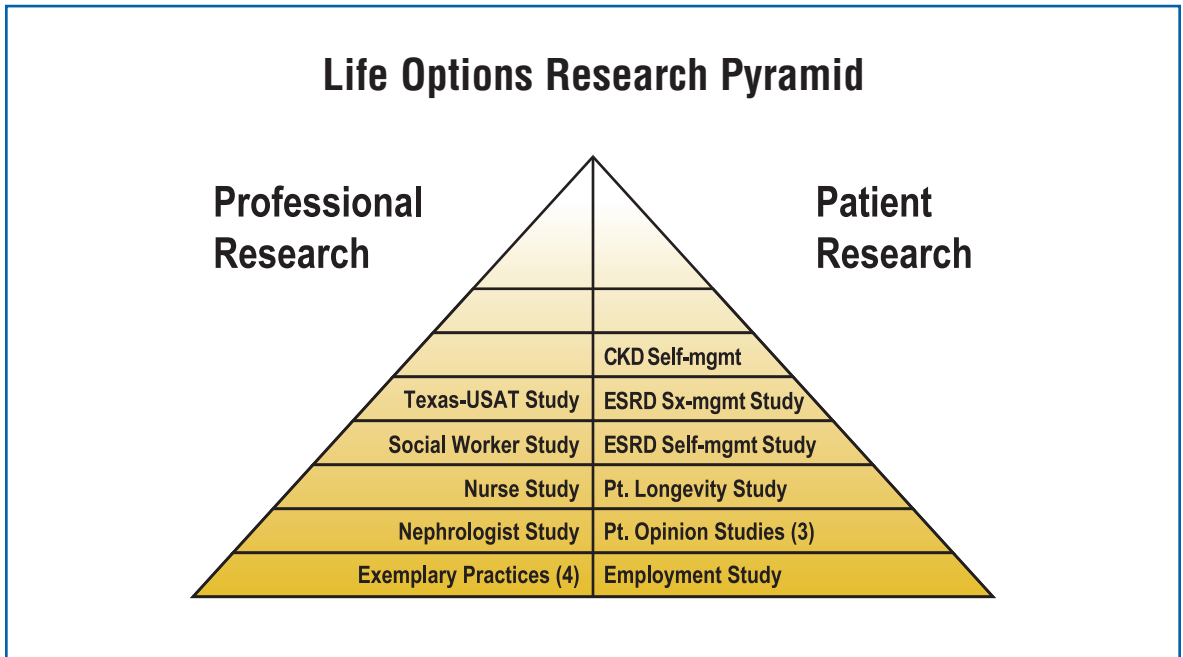 Life Options Research Pyramid
Professional
Research
Patient
Research
CKD Self-mgmt
Texas-USAT Study
ESRD Sx-mgmt Study
Social Worker Study
ESRD Self-mgmt Study
Nurse Study
Pt. Longevity Study
Nephrologist Study
Pt. Opinion Studies (3)
Exemplary Practices (4)
Employment Study